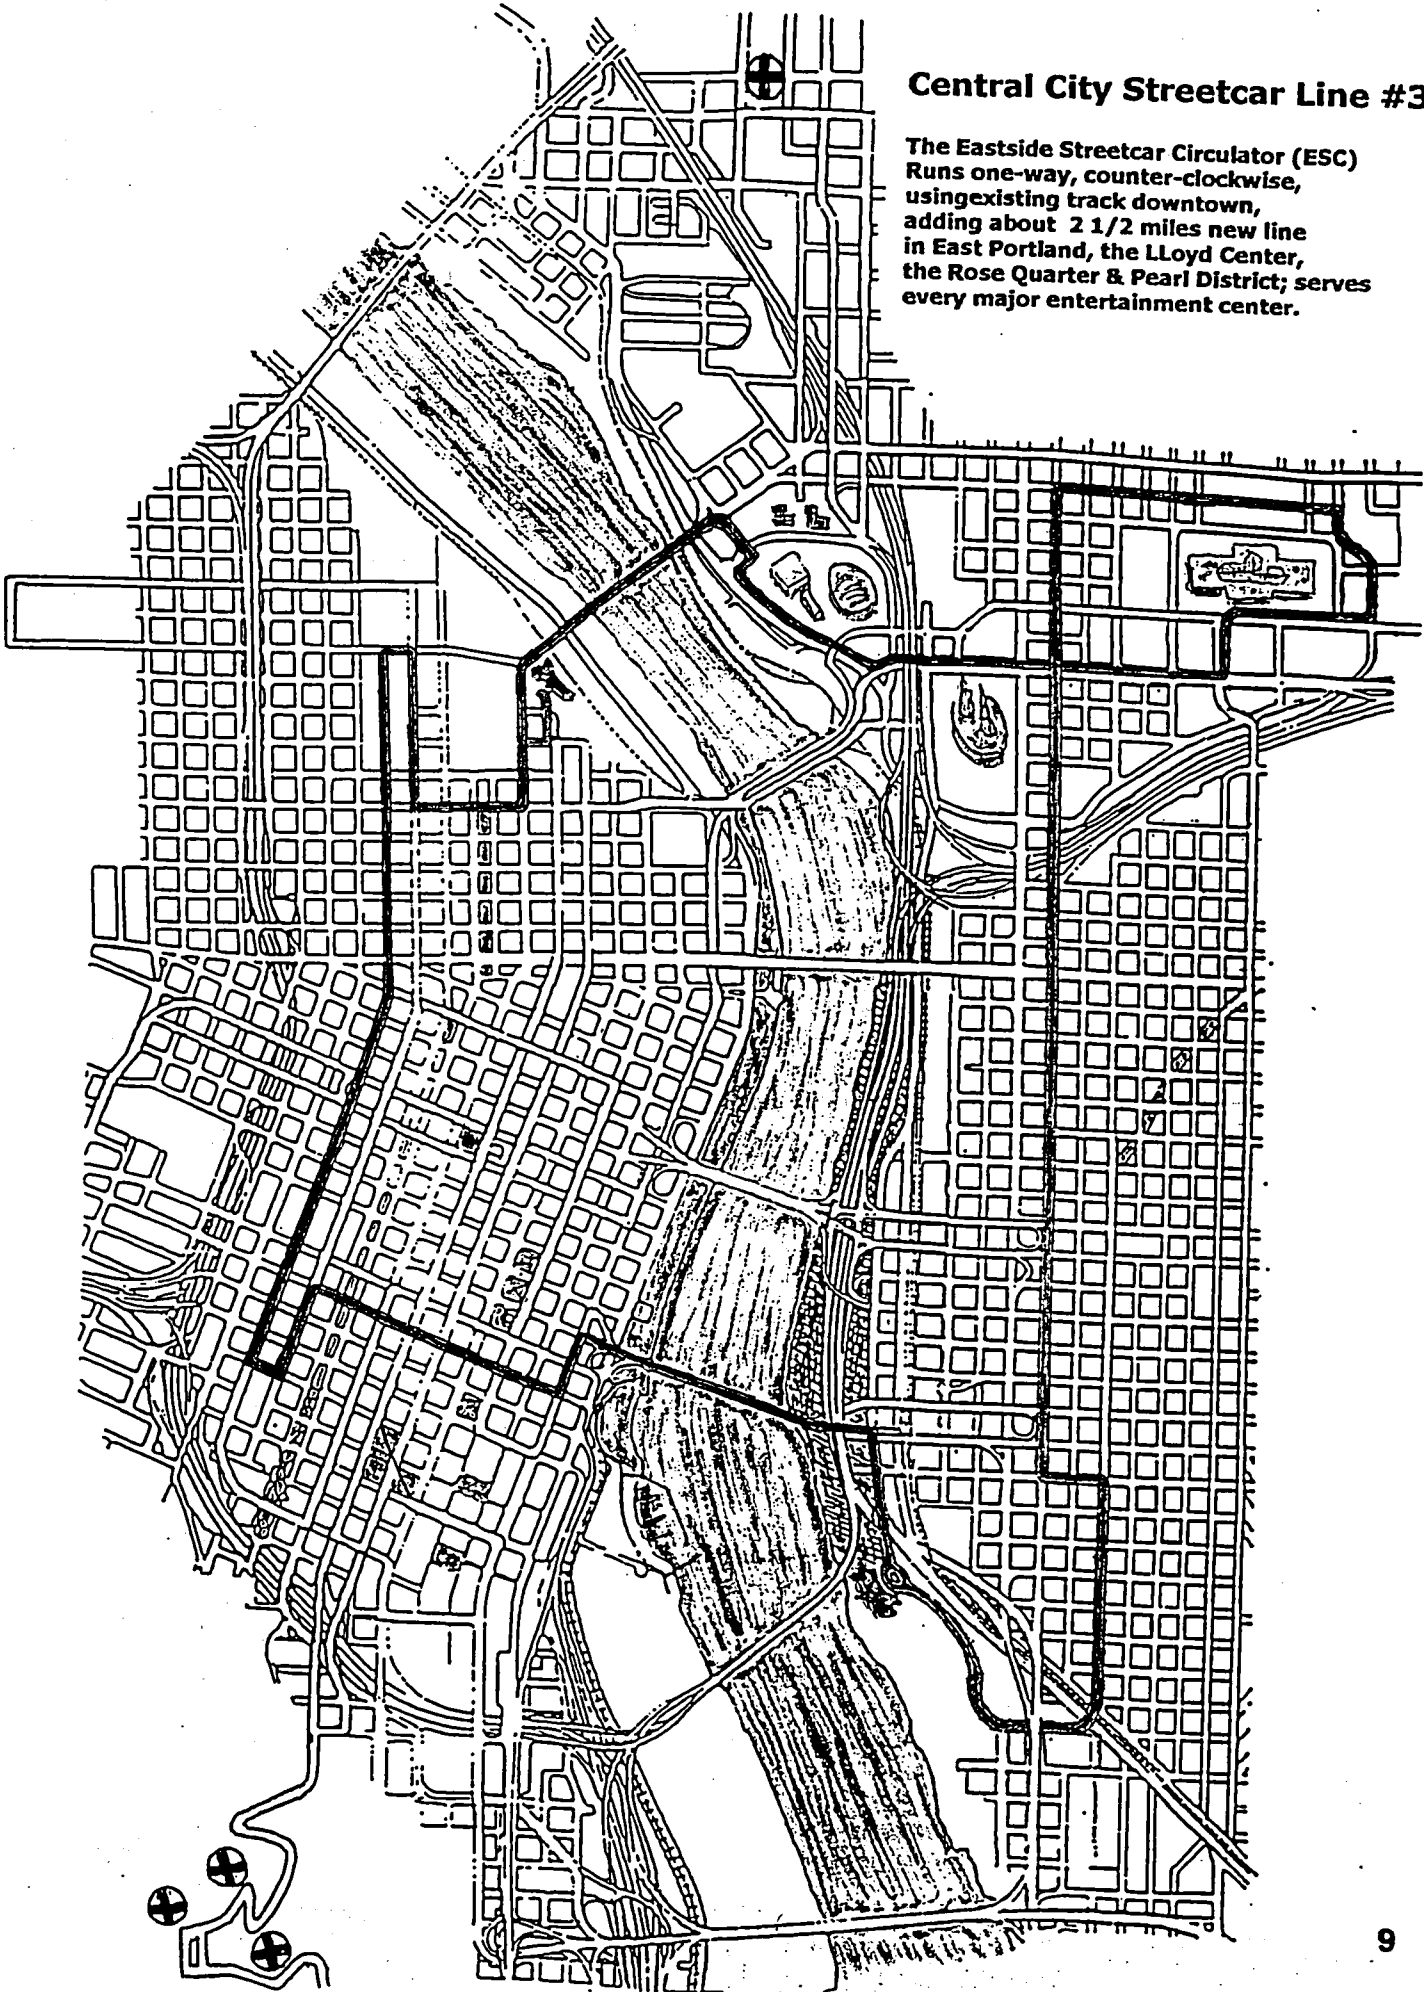 Central City Streetcar Line #3
The Eastside Streetcar Circulator (ESC)
Runs one-way, counter-clockwise,
usingexisting track downtown,
adding about 2 1/2 miles new line
in East Portland, the LLoyd Center,
the Rose Quarter & Pearl District; serves
every major entertainment center.
9